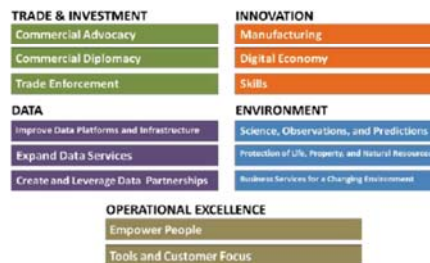 TRADE & INVESTMENT
Commercial Advocacy
Commercial Diplomacy
Trade Enforcement
INNOVATION
Manufacturing
Digital Economy
Skills
DATA
Improve Data Platforms and Infrastructure
Expand Data Services
Create and Leverage Data Partnerships
ENVIRONMENT
Science, Observations, and Predictions
Protection of Life, Property, and Natural Resources
Business Services for a Changing Environment
OPERATIONAL EXCELLENCE
Empower People
Tools and Customer Focus